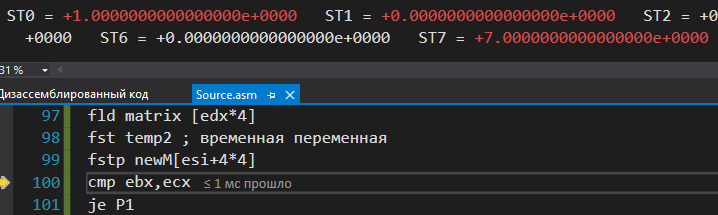 ST0 = +1.0000000000000000e+0000 ST1 = +0.0000000000000000e+0000 ST2 = +0
+0000 ST6 = +0.0000000000000000e+0000 ST7 = +7.0000000000000000e+0000
31 %
Дизассемблированный код Source.asm
97 fld matrix [edx*4]
98 fst temp2 ; временная переменная
99 fstp newM[esi+4*4]
100 cmp ebx,ecx ≤ 1 мс прошло
101 je P1